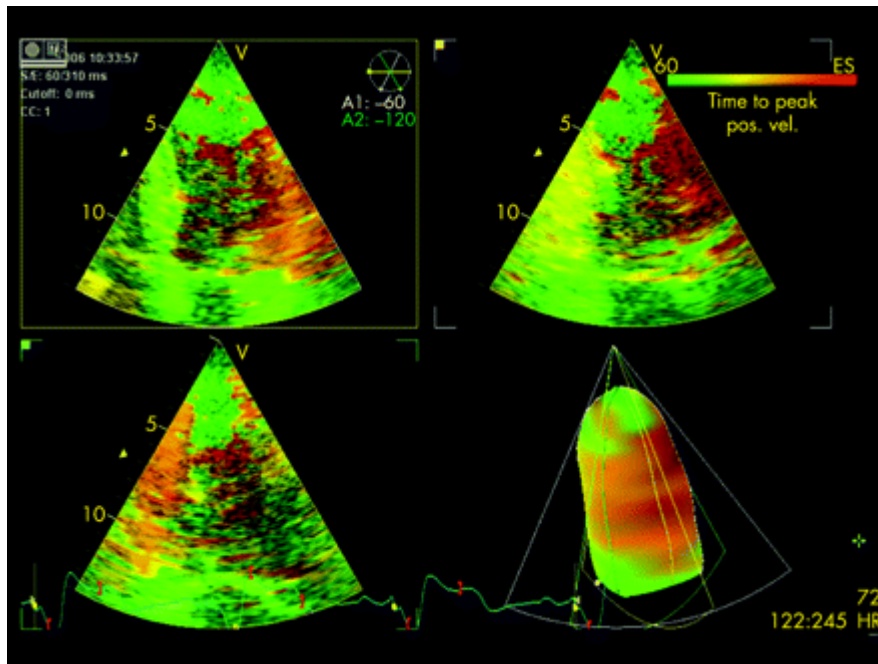 2006 10:33:57
S/E: 60/310 ms
Cutoff: 0 ms
CC: 1
V
A1: –60
A2: –120
5
10
V
60 ES
Time to peak
pos. vel.
5
10
V
5
10
72
122:245 HR